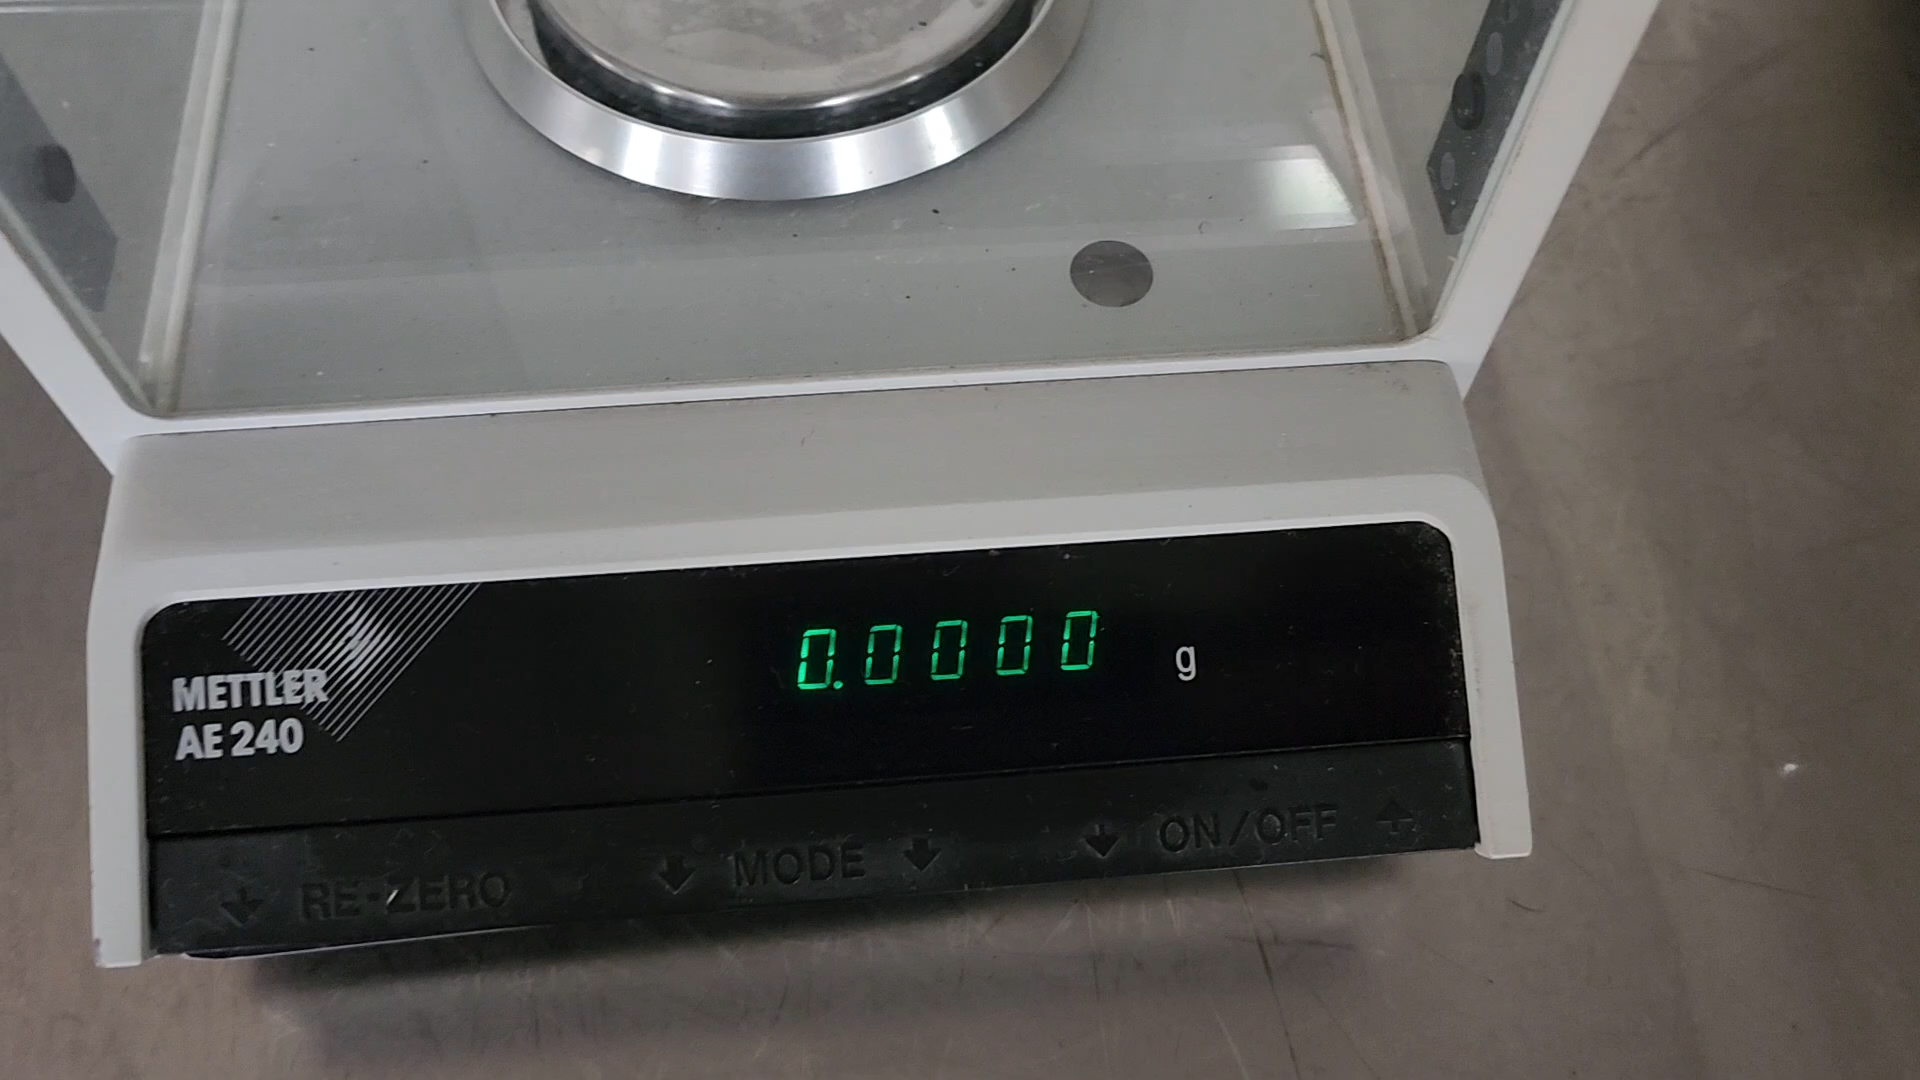 0.0000 g
METTLER
AE 240
↓ RE-ZERO ↓ MODE ↓ ↓ ON/OFF ↑